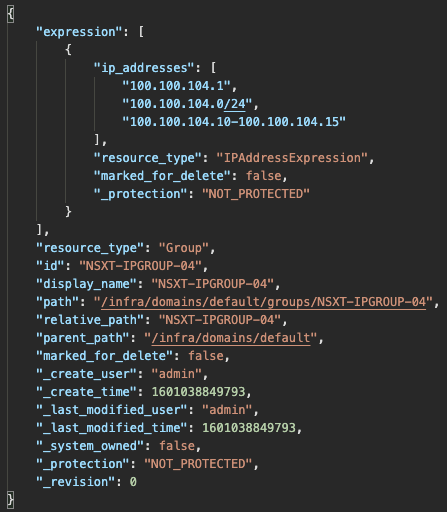 {
"expression": [
{
"ip_addresses": [
"100.100.104.1",
"100.100.104.0/24",
"100.100.104.10-100.100.104.15"
],
"resource_type": "IPAddressExpression",
"marked_for_delete": false,
"_protection": "NOT_PROTECTED"
}
],
"resource_type": "Group",
"id": "NSXT-IPGROUP-04",
"display_name": "NSXT-IPGROUP-04",
"path": "/infra/domains/default/groups/NSXT-IPGROUP-04",
"relative_path": "NSXT-IPGROUP-04",
"parent_path": "/infra/domains/default",
"marked_for_delete": false,
"_create_user": "admin",
"_create_time": 1601038849793,
"_last_modified_user": "admin",
"_last_modified_time": 1601038849793,
"_system_owned": false,
"_protection": "NOT_PROTECTED",
"_revision": 0
}